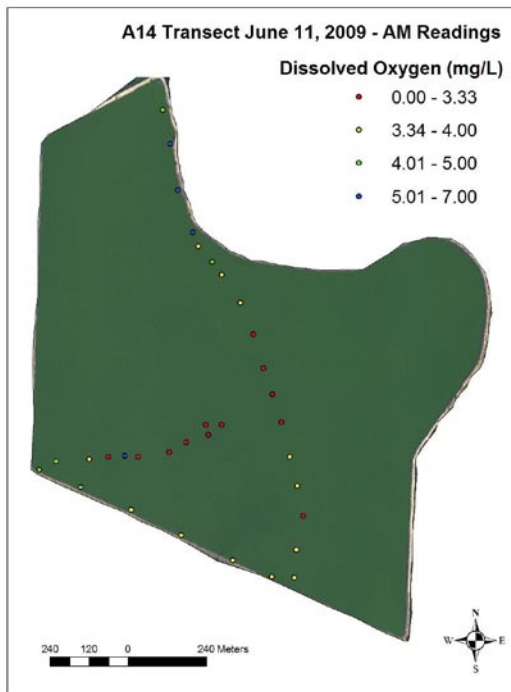 A14 Transect June 11, 2009 - AM Readings
Dissolved Oxygen (mg/L)
0.00 - 3.33
3.34 - 4.00
4.01 - 5.00
5.01 - 7.00
N
W E
S
240 120 0 240 Meters